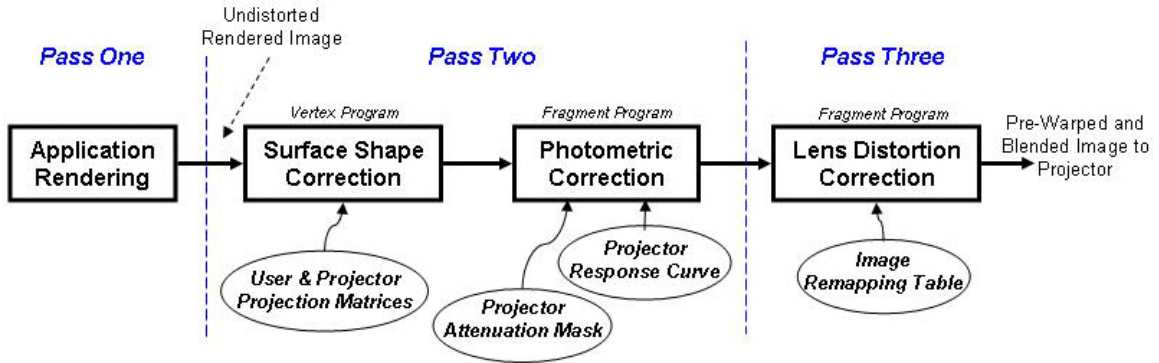 Undistorted
Rendered Image
Pass One
Pass Two
Pass Three
Vertex Program
Fragment Program
Fragment Program
Application
Rendering
Surface Shape
Correction
Photometric
Correction
Lens Distortion
Correction
Pre-Warped and
Blended Image to
Projector
User & Projector
Projection Matrices
Projector
Attenuation Mask
Projector
Response Curve
Image
Remapping Table